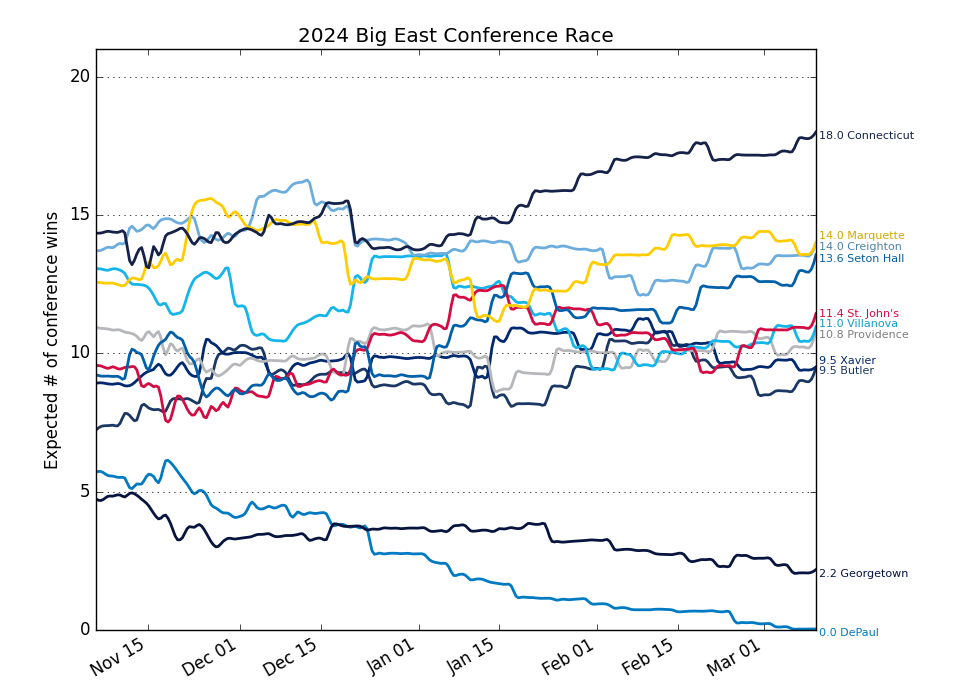 2024 Big East Conference Race
Expected # of conference wins
20
15
10
5
0
18.0 Connecticut
14.0 Marquette
14.0 Creighton
13.6 Seton Hall
11.4 St. John's
11.0 Villanova
10.8 Providence
9.5 Xavier
9.5 Butler
2.2 Georgetown
0.0 DePaul
Nov 15
Dec 01
Dec 15
Jan 01
Jan 15
Feb 01
Feb 15
Mar 01